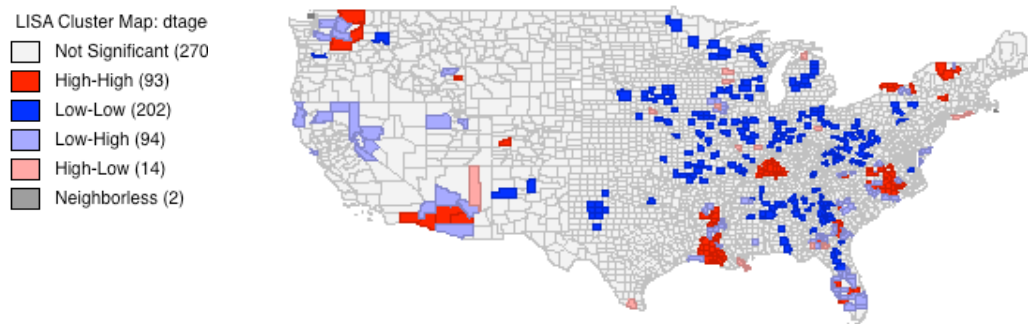 LISA Cluster Map: dtage
Not Significant (270
High-High (93)
Low-Low (202)
Low-High (94)
High-Low (14)
Neighborless (2)